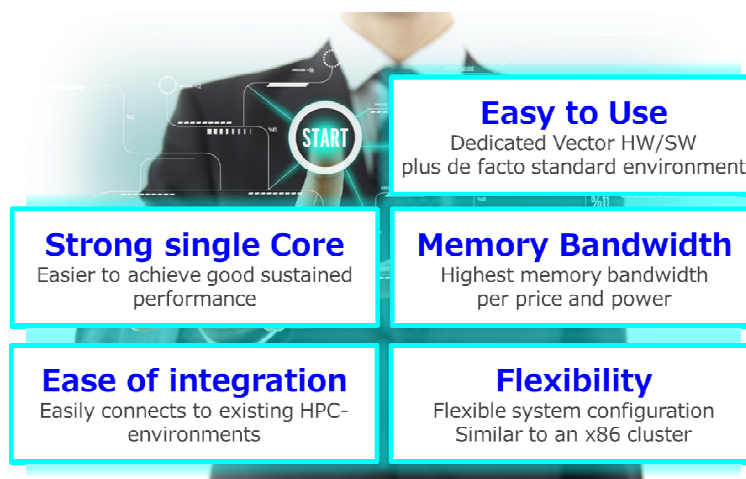 START
Easy to Use
Dedicated Vector HW/SW
plus de facto standard environment
%11
Strong single Core
Easier to achieve good sustained
performance
Memory Bandwidth
Highest memory bandwidth
per price and power
Ease of integration
Easily connects to existing HPC-
environments
Flexibility
Flexible system configuration
Similar to an x86 cluster